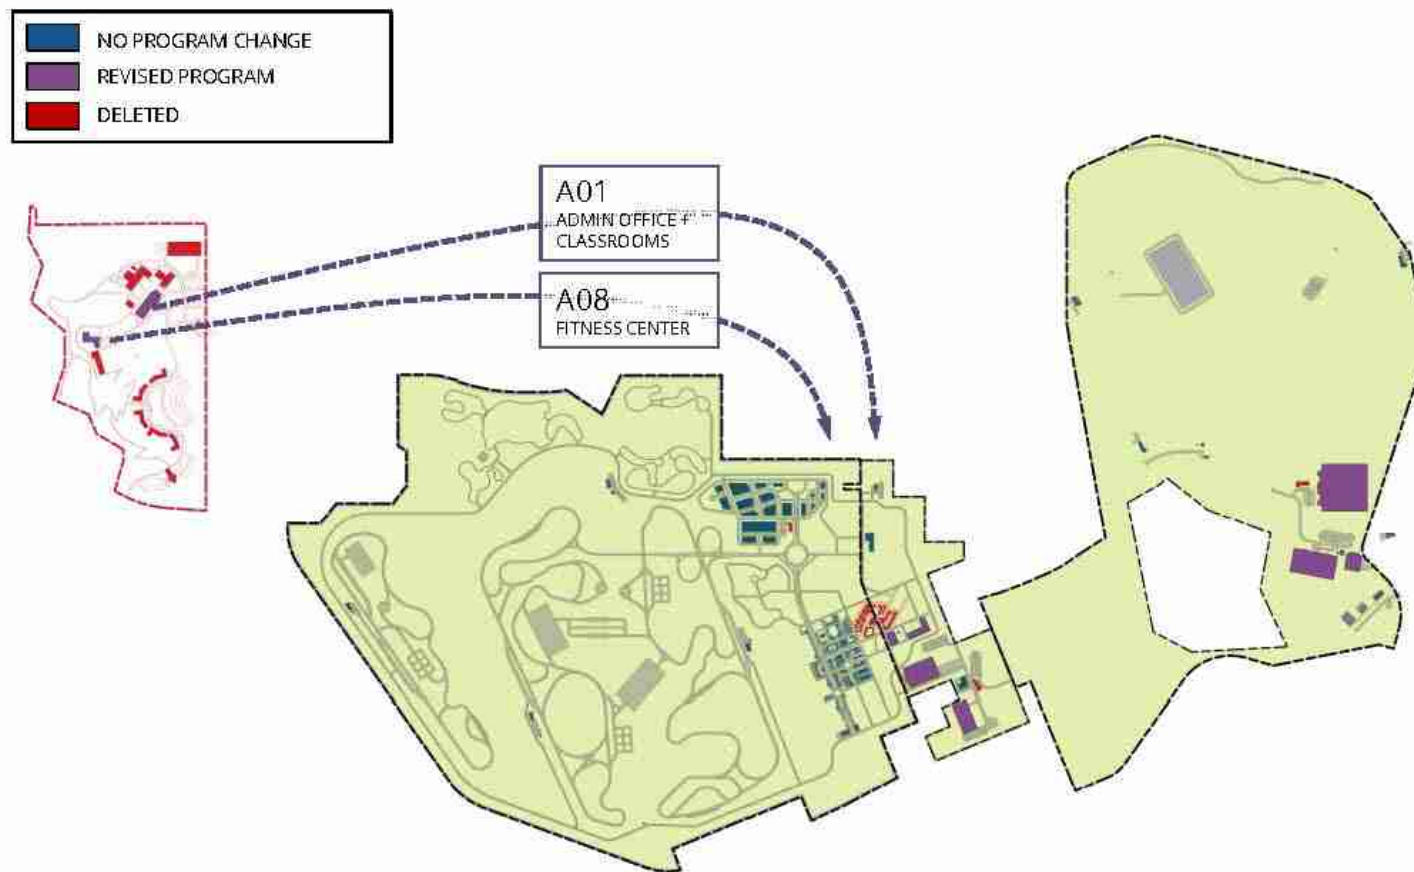 NO PROGRAM CHANGE
REVISED PROGRAM
DELETED
A01
ADMIN OFFICE +
CLASSROOMS
A08
FITNESS CENTER